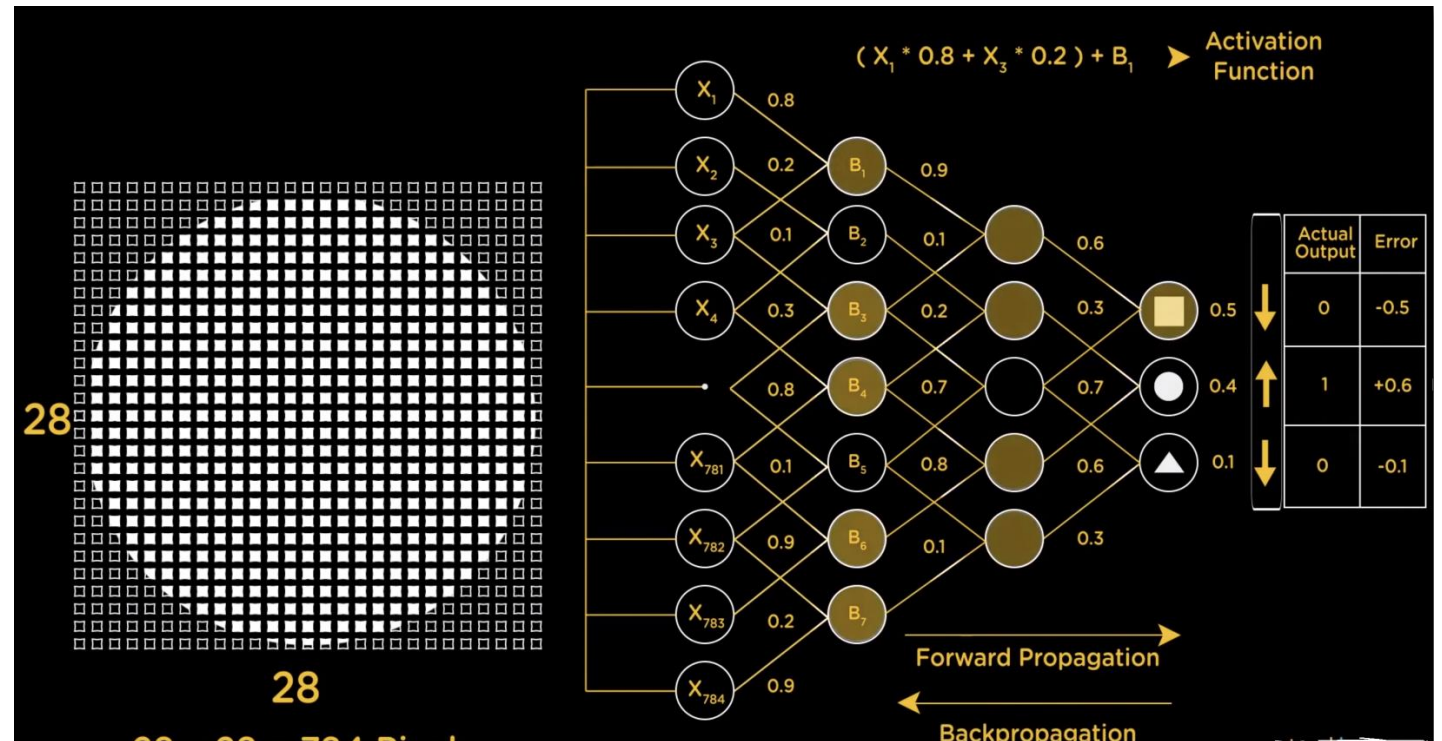 ( X₁ * 0.8 + X₃ * 0.2 ) + B₁
Activation
Function
X₁
0.8
X₂
0.2
B₁
0.9
X₃
0.1
B₂
0.1
0.6
X₄
0.3
B₃
0.2
0.3
0.5
0.8
B₄
0.7
0.7
0.4
X₇₈₁
0.1
B₅
0.8
0.6
0.1
X₇₈₂
0.9
B₆
0.1
0.3
X₇₈₃
0.2
B₇
X₇₈₄
0.9
Actual Output Error
0 -0.5
1 +0.6
0 -0.1
28
28
Forward Propagation
Backpropagation